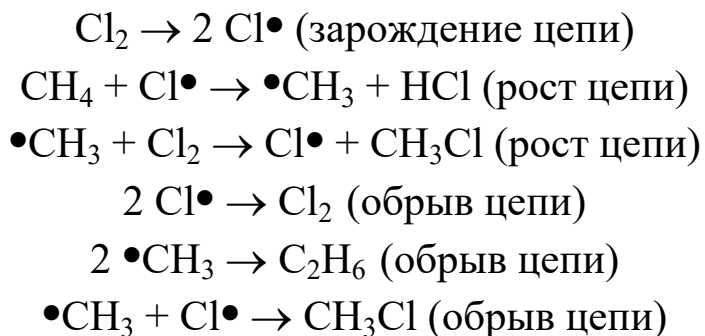 Cl₂ → 2 Cl● (зарождение цепи)
CH₄ + Cl● → ●CH₃ + HCl (рост цепи)
●CH₃ + Cl₂ → Cl● + CH₃Cl (рост цепи)
2 Cl● → Cl₂ (обрыв цепи)
2 ●CH₃ → C₂H₆ (обрыв цепи)
●CH₃ + Cl● → CH₃Cl (обрыв цепи)